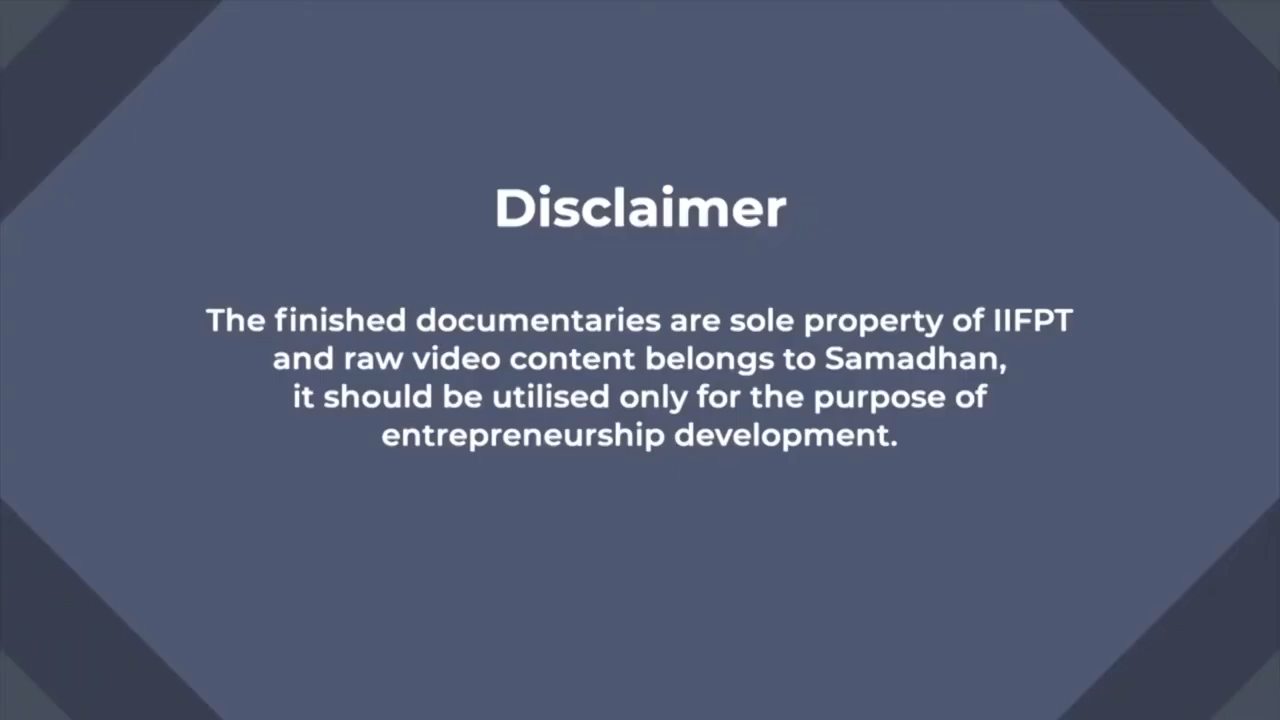 Disclaimer
The finished documentaries are sole property of IIFPT
and raw video content belongs to Samadhan,
it should be utilised only for the purpose of
entrepreneurship development.